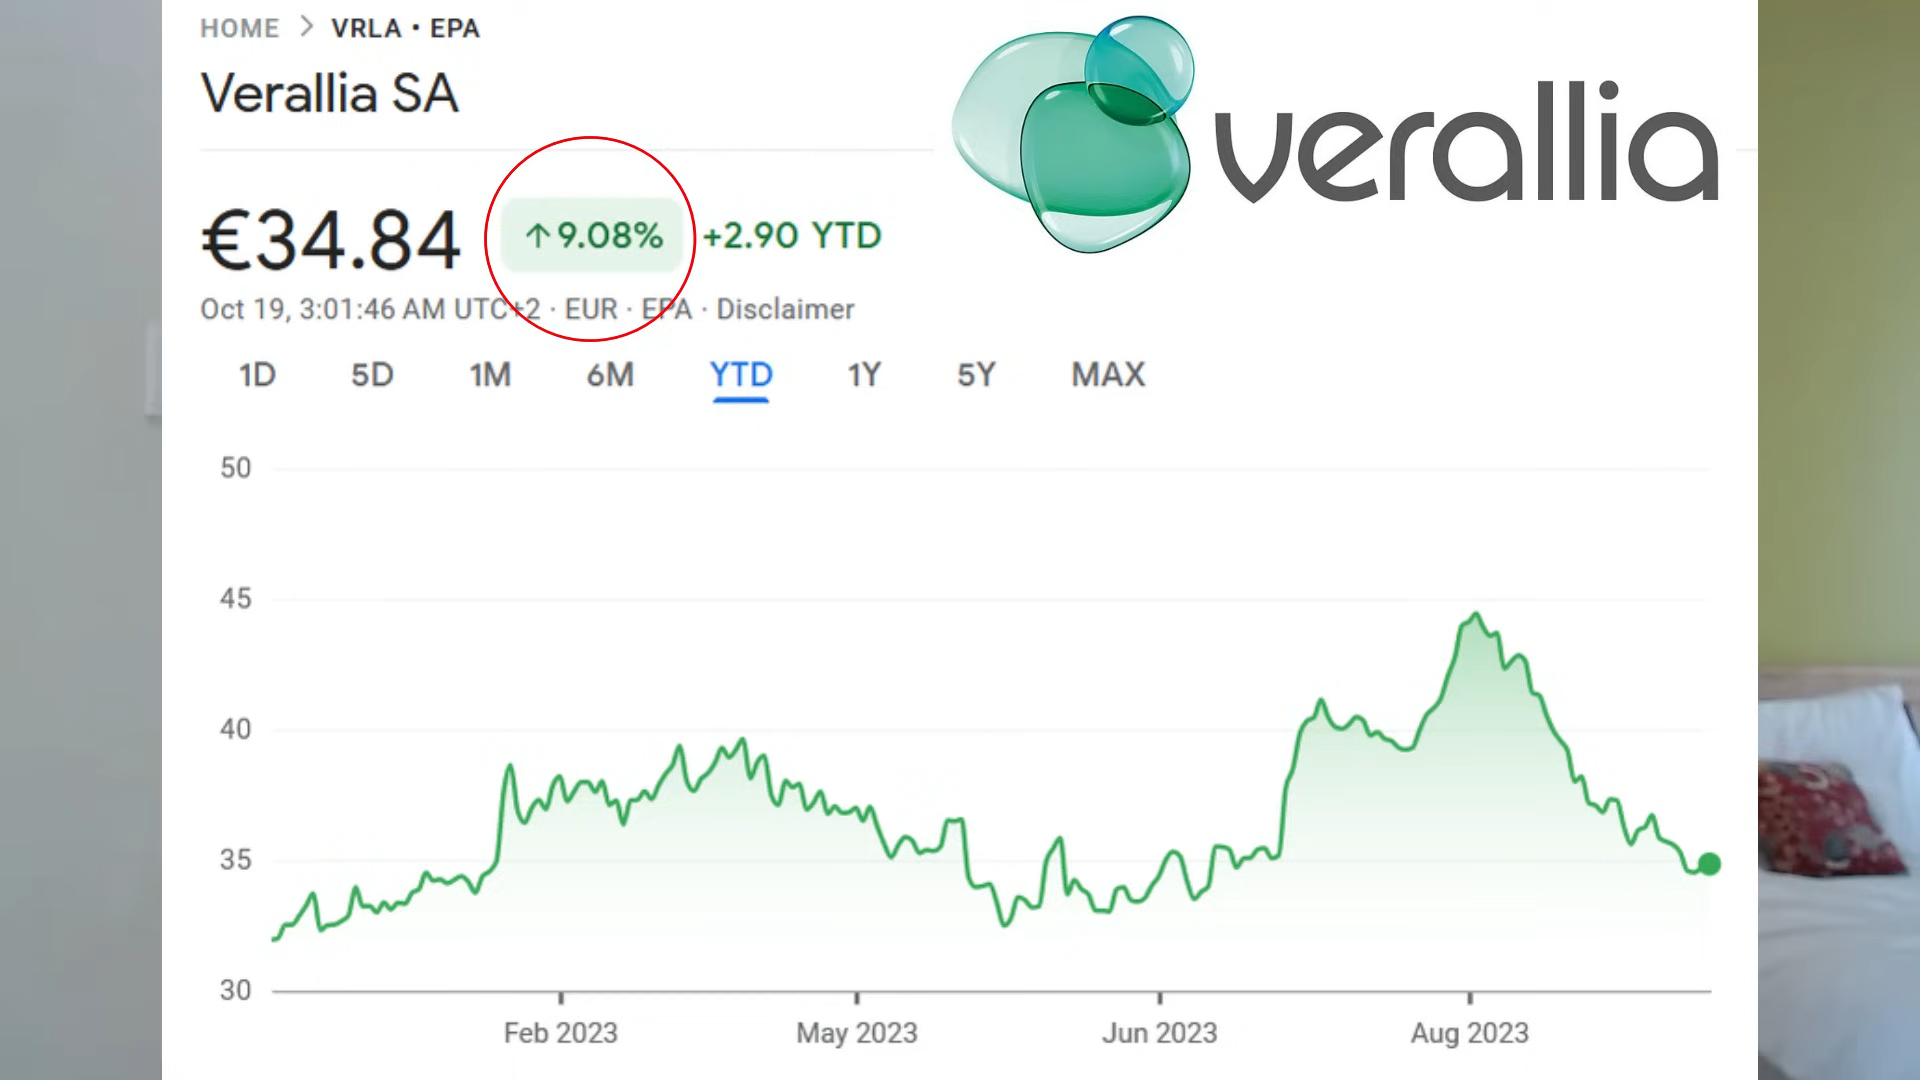 HOME > VRLA • EPA
Verallia SA
verallia
€34.84 ↑9.08% +2.90 YTD
Oct 19, 3:01:46 AM UTC+2 · EUR · EPA · Disclaimer
1D 5D 1M 6M YTD 1Y 5Y MAX
50
45
40
35
30
Feb 2023 May 2023 Jun 2023 Aug 2023